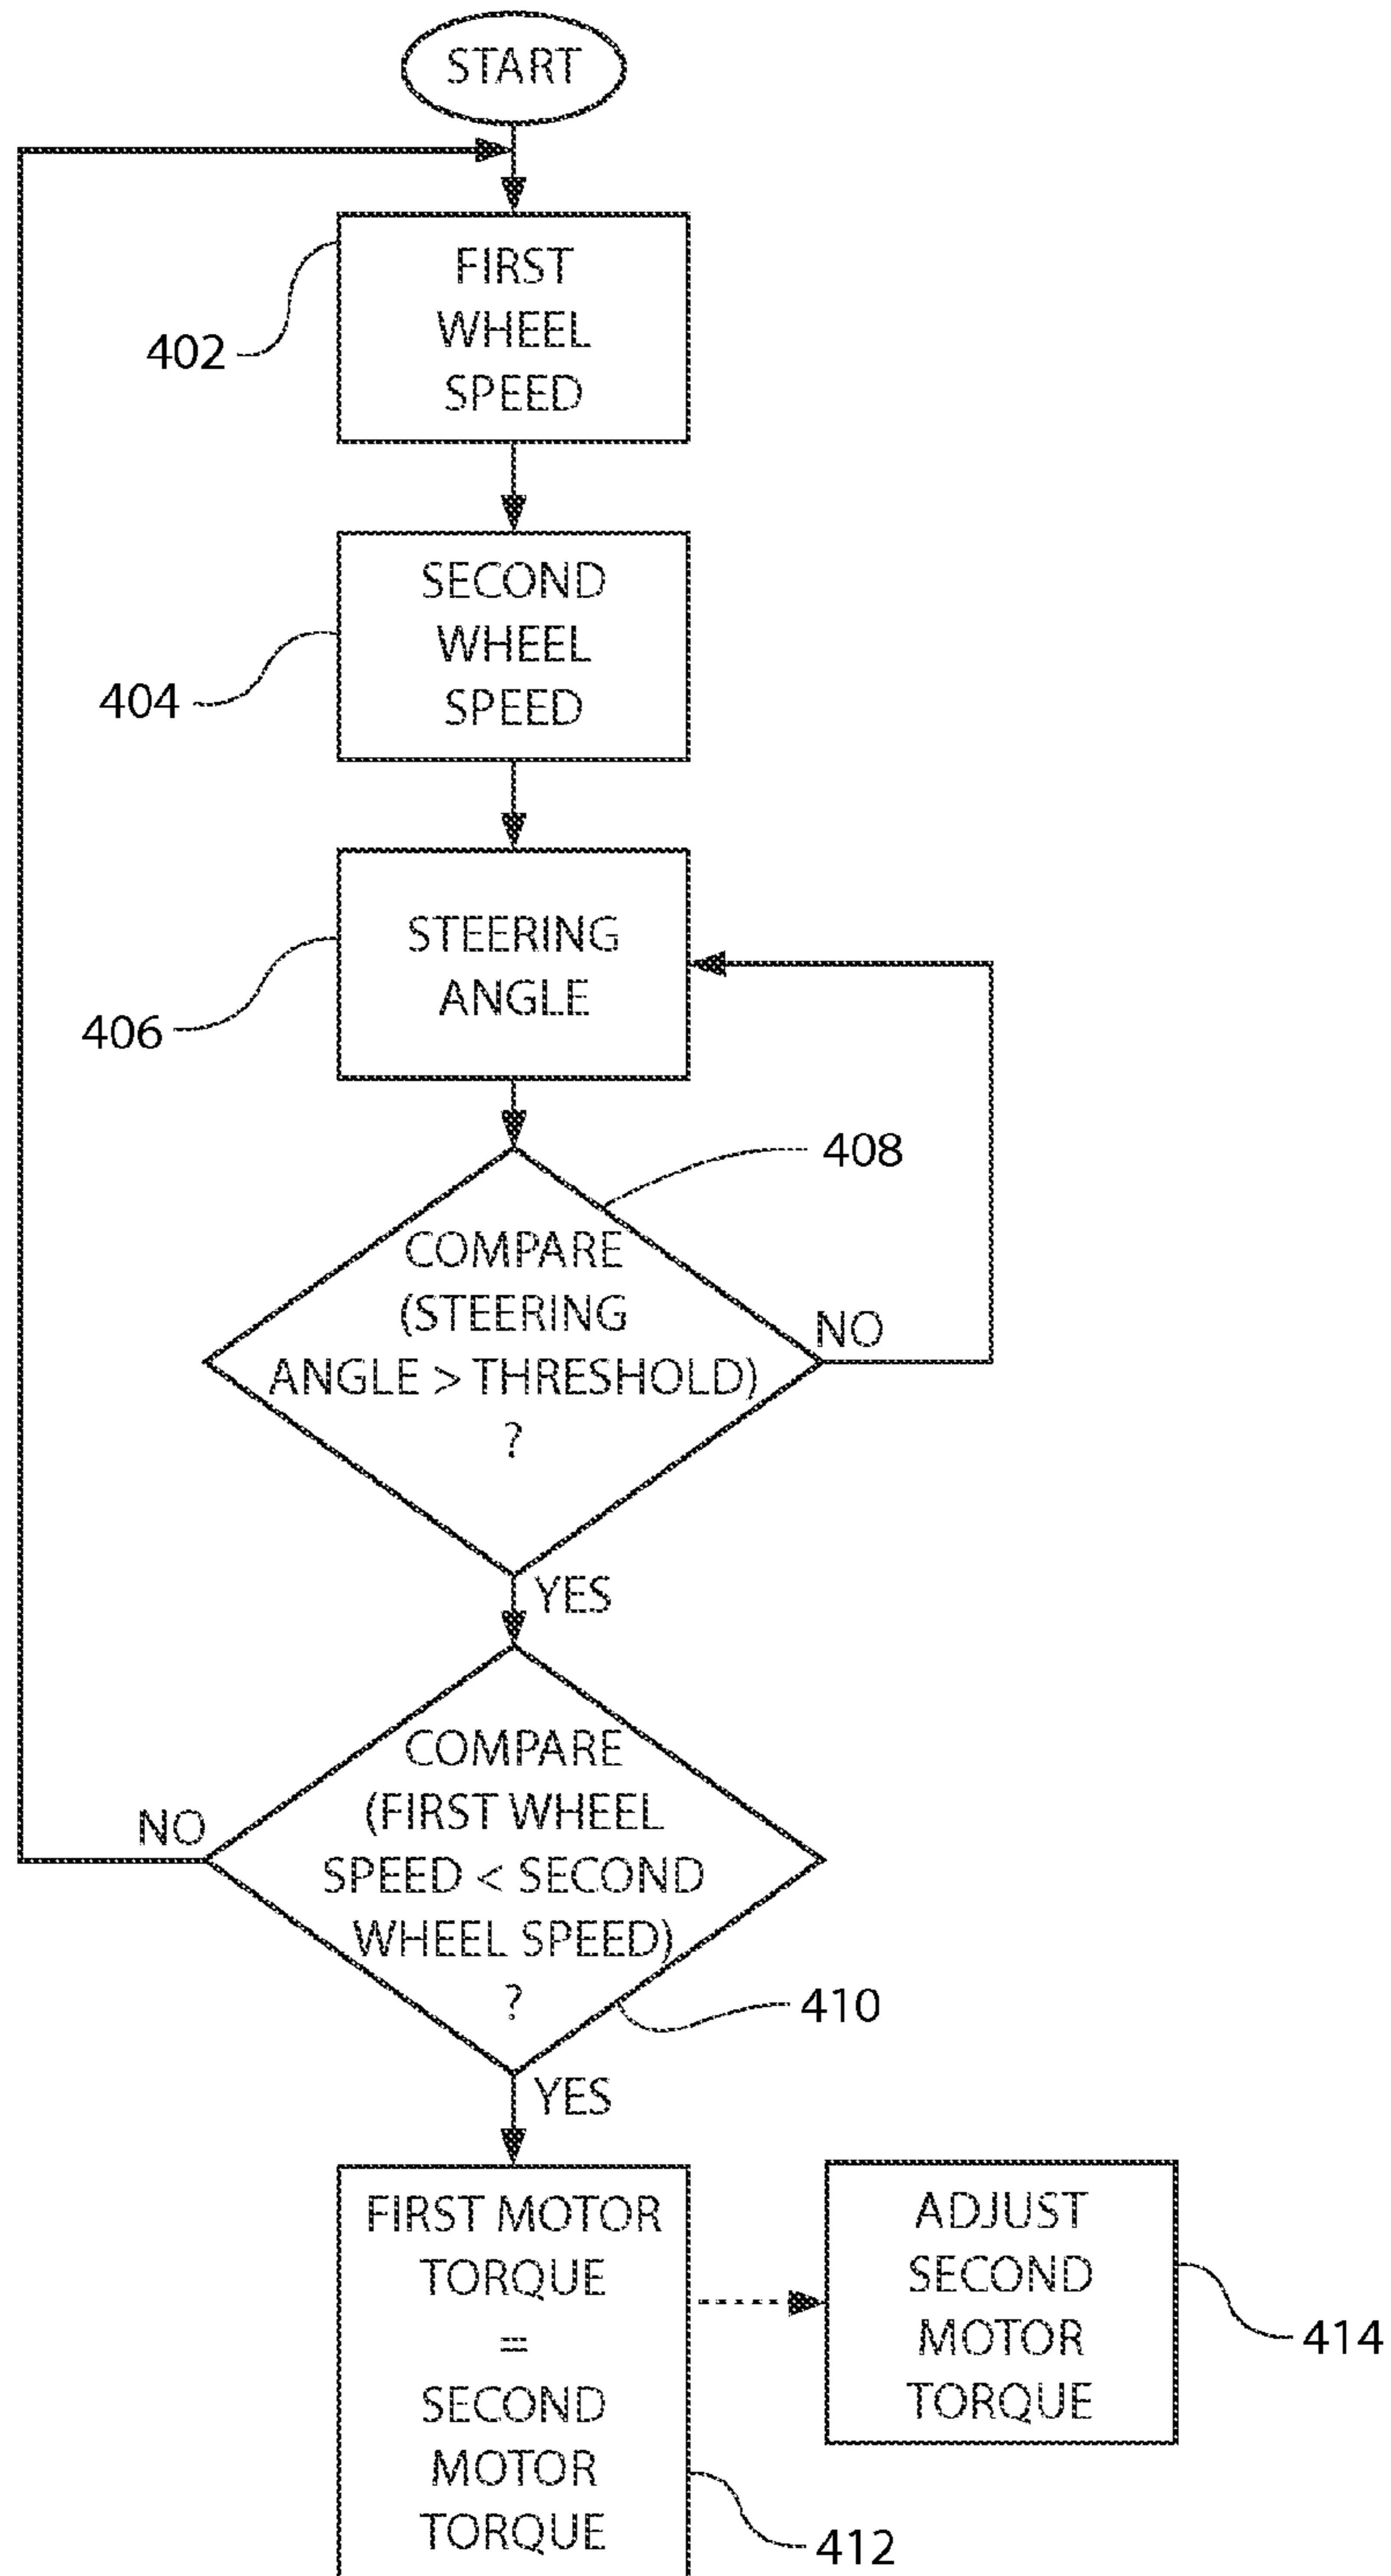 START
FIRST
WHEEL
SPEED
402
SECOND
WHEEL
SPEED
404
STEERING
ANGLE
406
408
COMPARE
(STEERING
ANGLE > THRESHOLD)
?
NO
YES
COMPARE
(FIRST WHEEL
SPEED < SECOND
WHEEL SPEED)
?
NO
410
YES
FIRST MOTOR
TORQUE
=
SECOND
MOTOR
TORQUE
412
ADJUST
SECOND
MOTOR
TORQUE
414